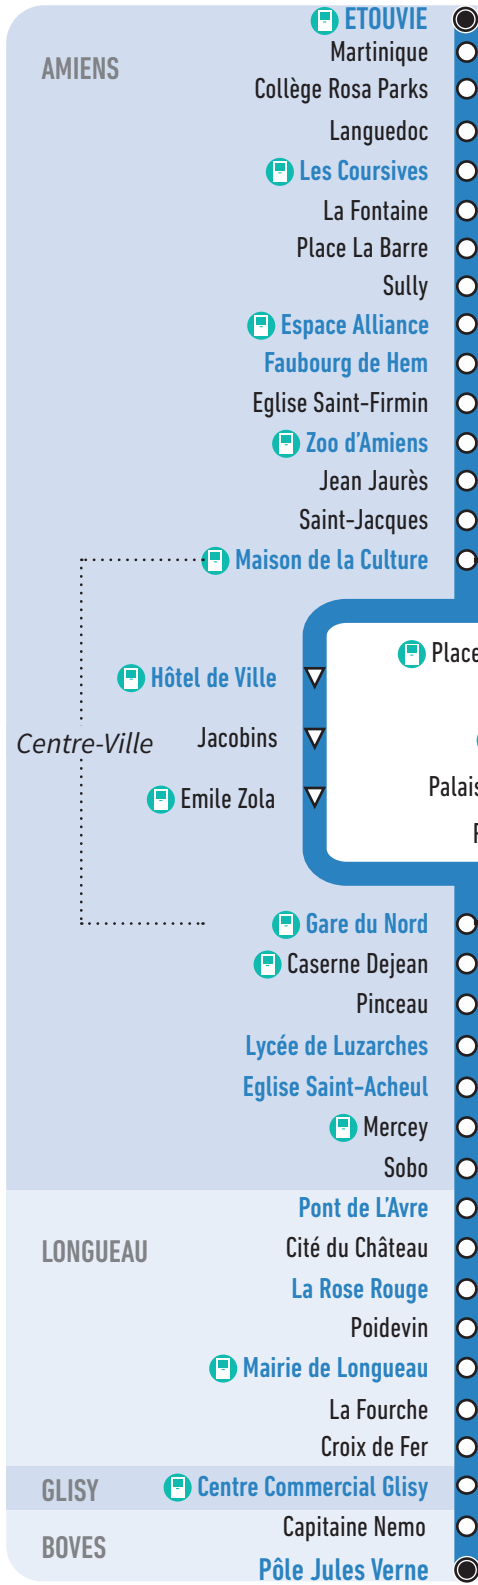 ETOUVIE
AMIENS
Martinique
Collège Rosa Parks
Languedoc
Les Coursives
La Fontaine
Place La Barre
Sully
Espace Alliance
Faubourg de Hem
Eglise Saint-Firmin
Zoo d'Amiens
Jean Jaurès
Saint-Jacques
Maison de la Culture
Place
Hôtel de Ville
Centre-Ville
Jacobins
Palais
Emile Zola
Gare du Nord
Caserne Dejean
Pinceau
Lycée de Luzarches
Eglise Saint-Acheul
Mercey
Sobo
Pont de L'Avre
LONGUEAU
Cité du Château
La Rose Rouge
Poidevin
Mairie de Longueau
La Fourche
Croix de Fer
GLISY
Centre Commercial Glisy
Capitaine Nemo
BOVES
Pôle Jules Verne